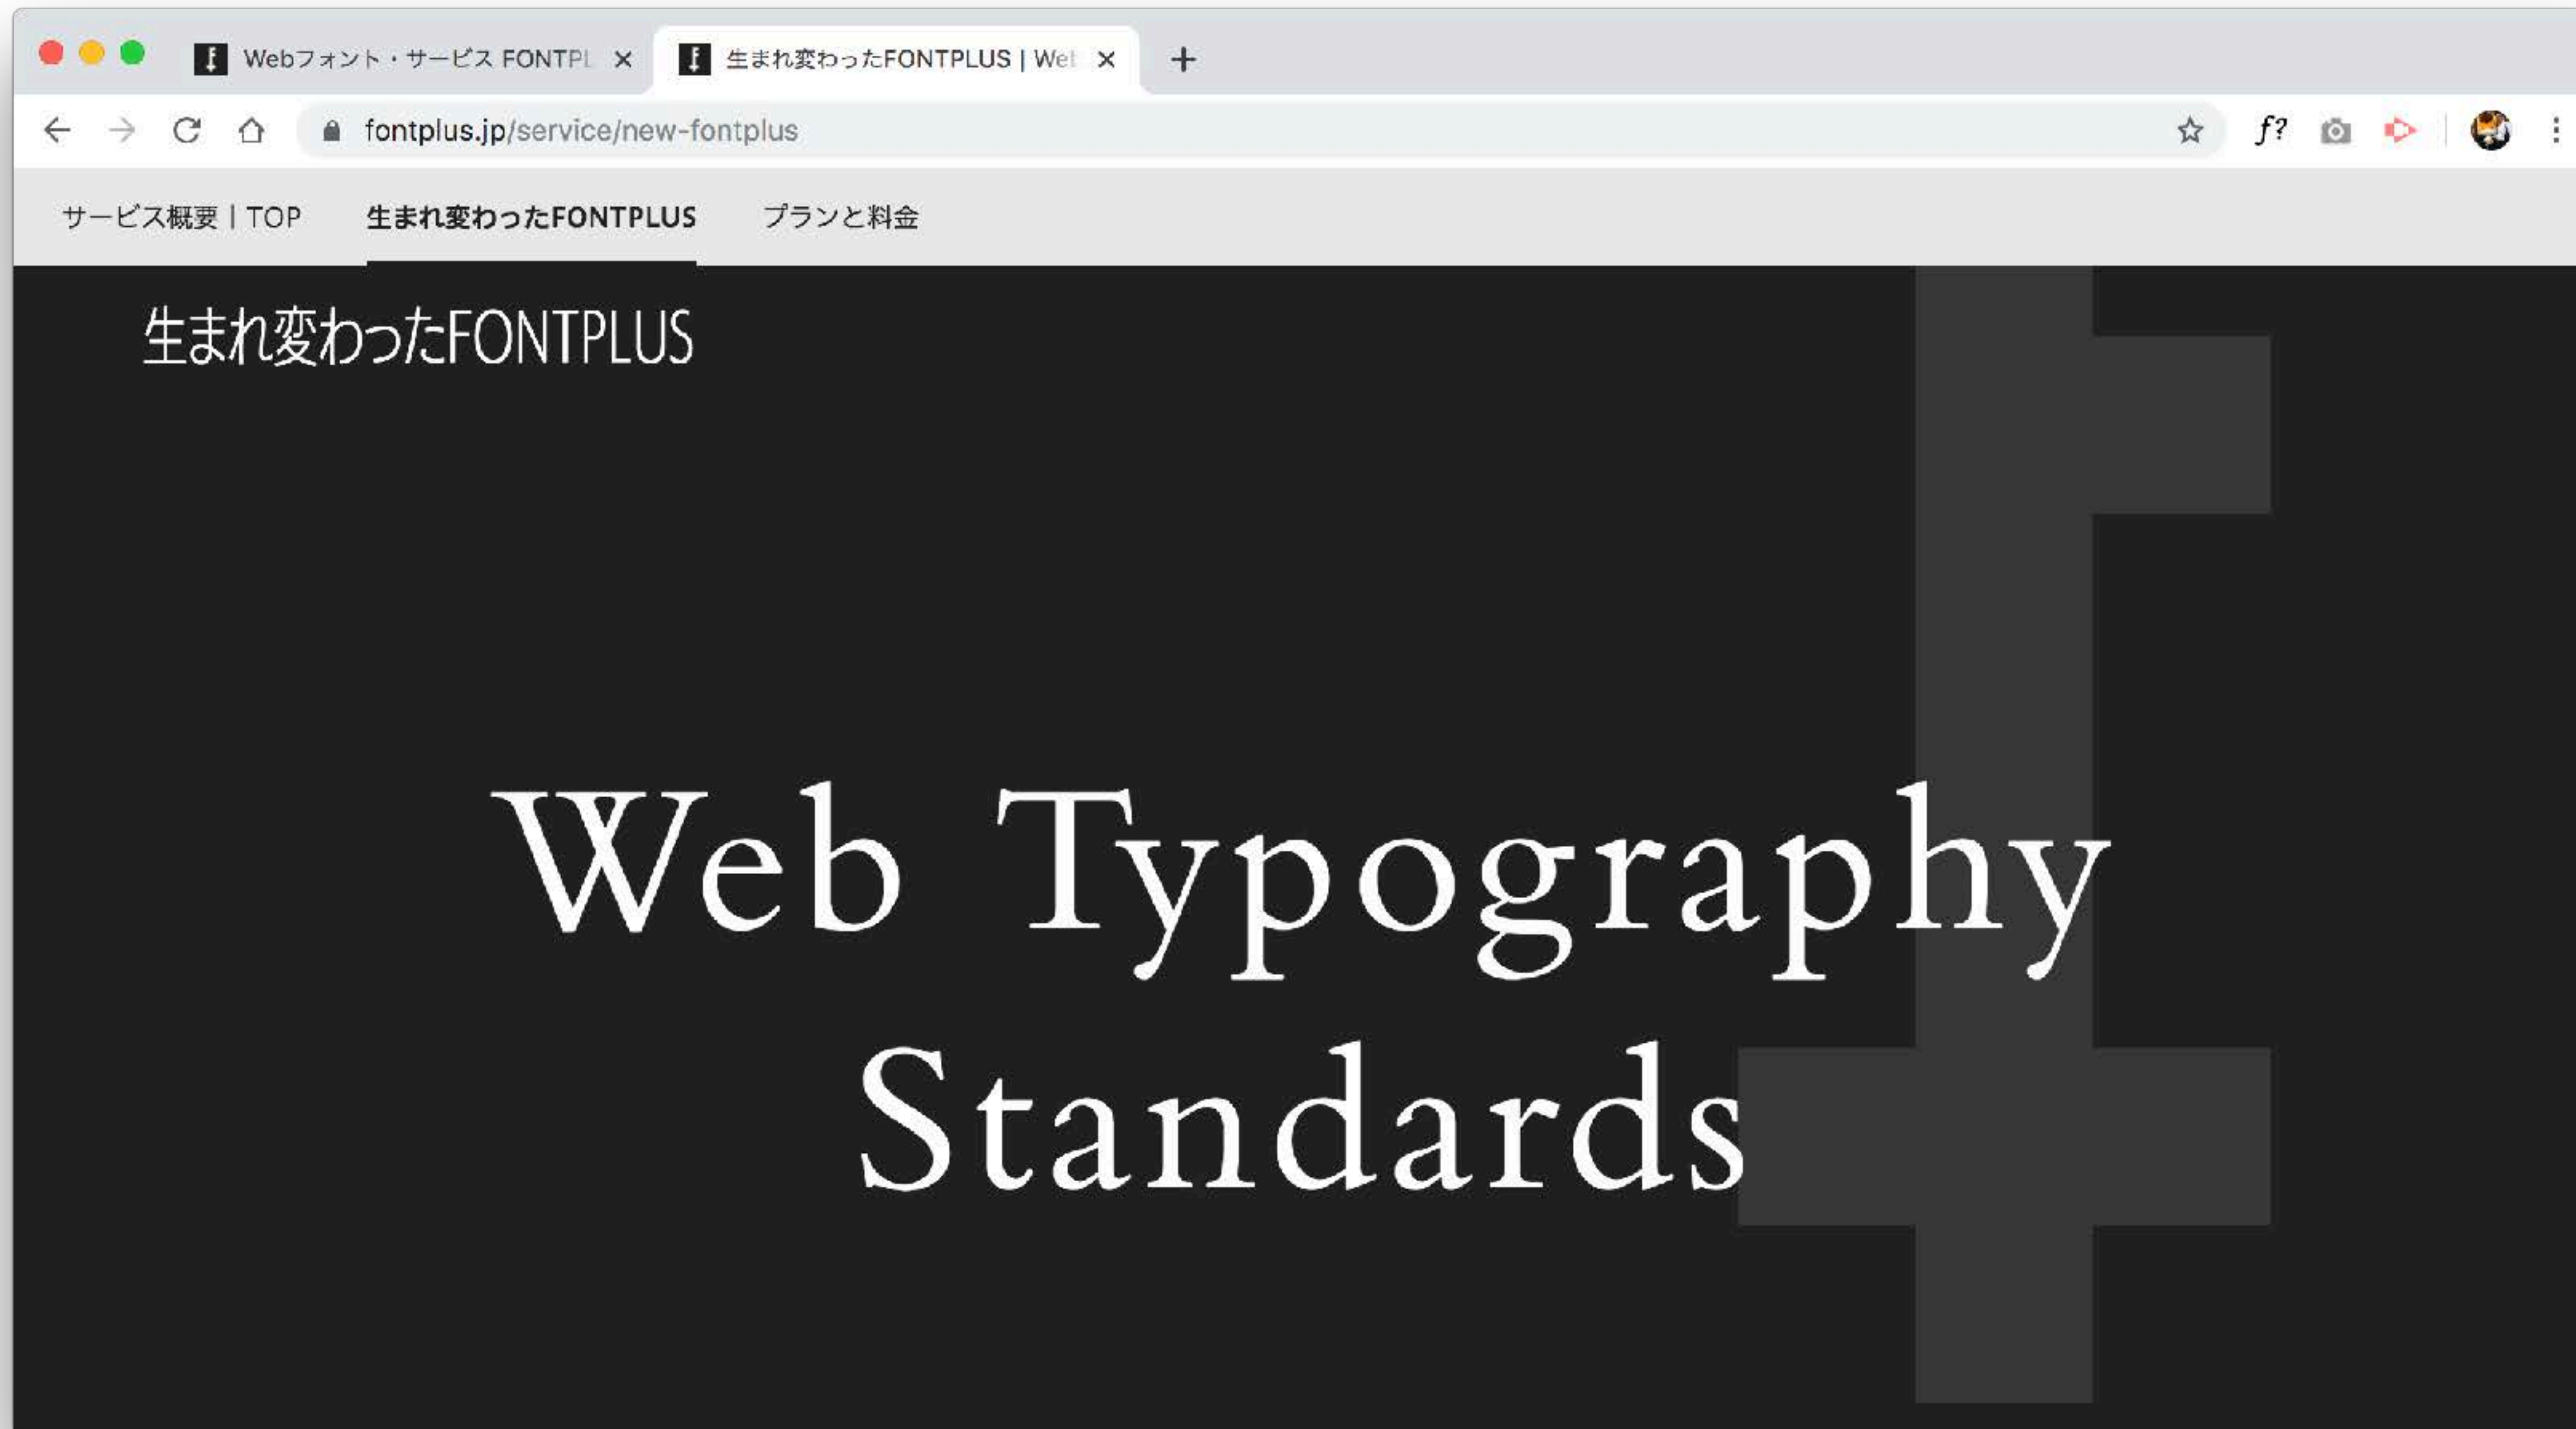 Webフォント・サービス FONTPL
生まれ変わったFONTPLUS | Web
fontplus.jp/service/new-fontplus
f?
サービス概要 | TOP
生まれ変わったFONTPLUS
プランと料金
生まれ変わったFONTPLUS
Web Typography
Standards